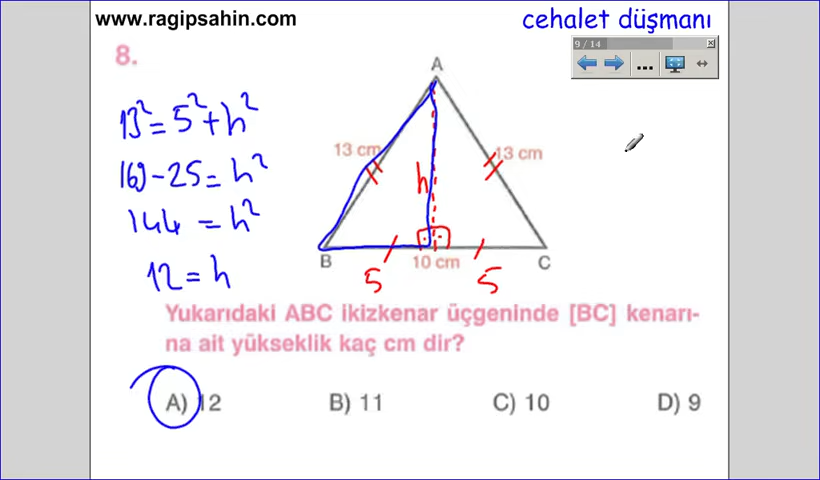 www.ragipsahin.com
cehalet düşmanı
9 / 14
8.
A
13² = 5² + h²
169 - 25 = h²
144 = h²
12 = h
13 cm
13 cm
h
B
10 cm
C
5
5
Yukarıdaki ABC ikizkenar üçgeninde [BC] kenarı-
na ait yükseklik kaç cm dir?
A) 12 B) 11 C) 10 D) 9